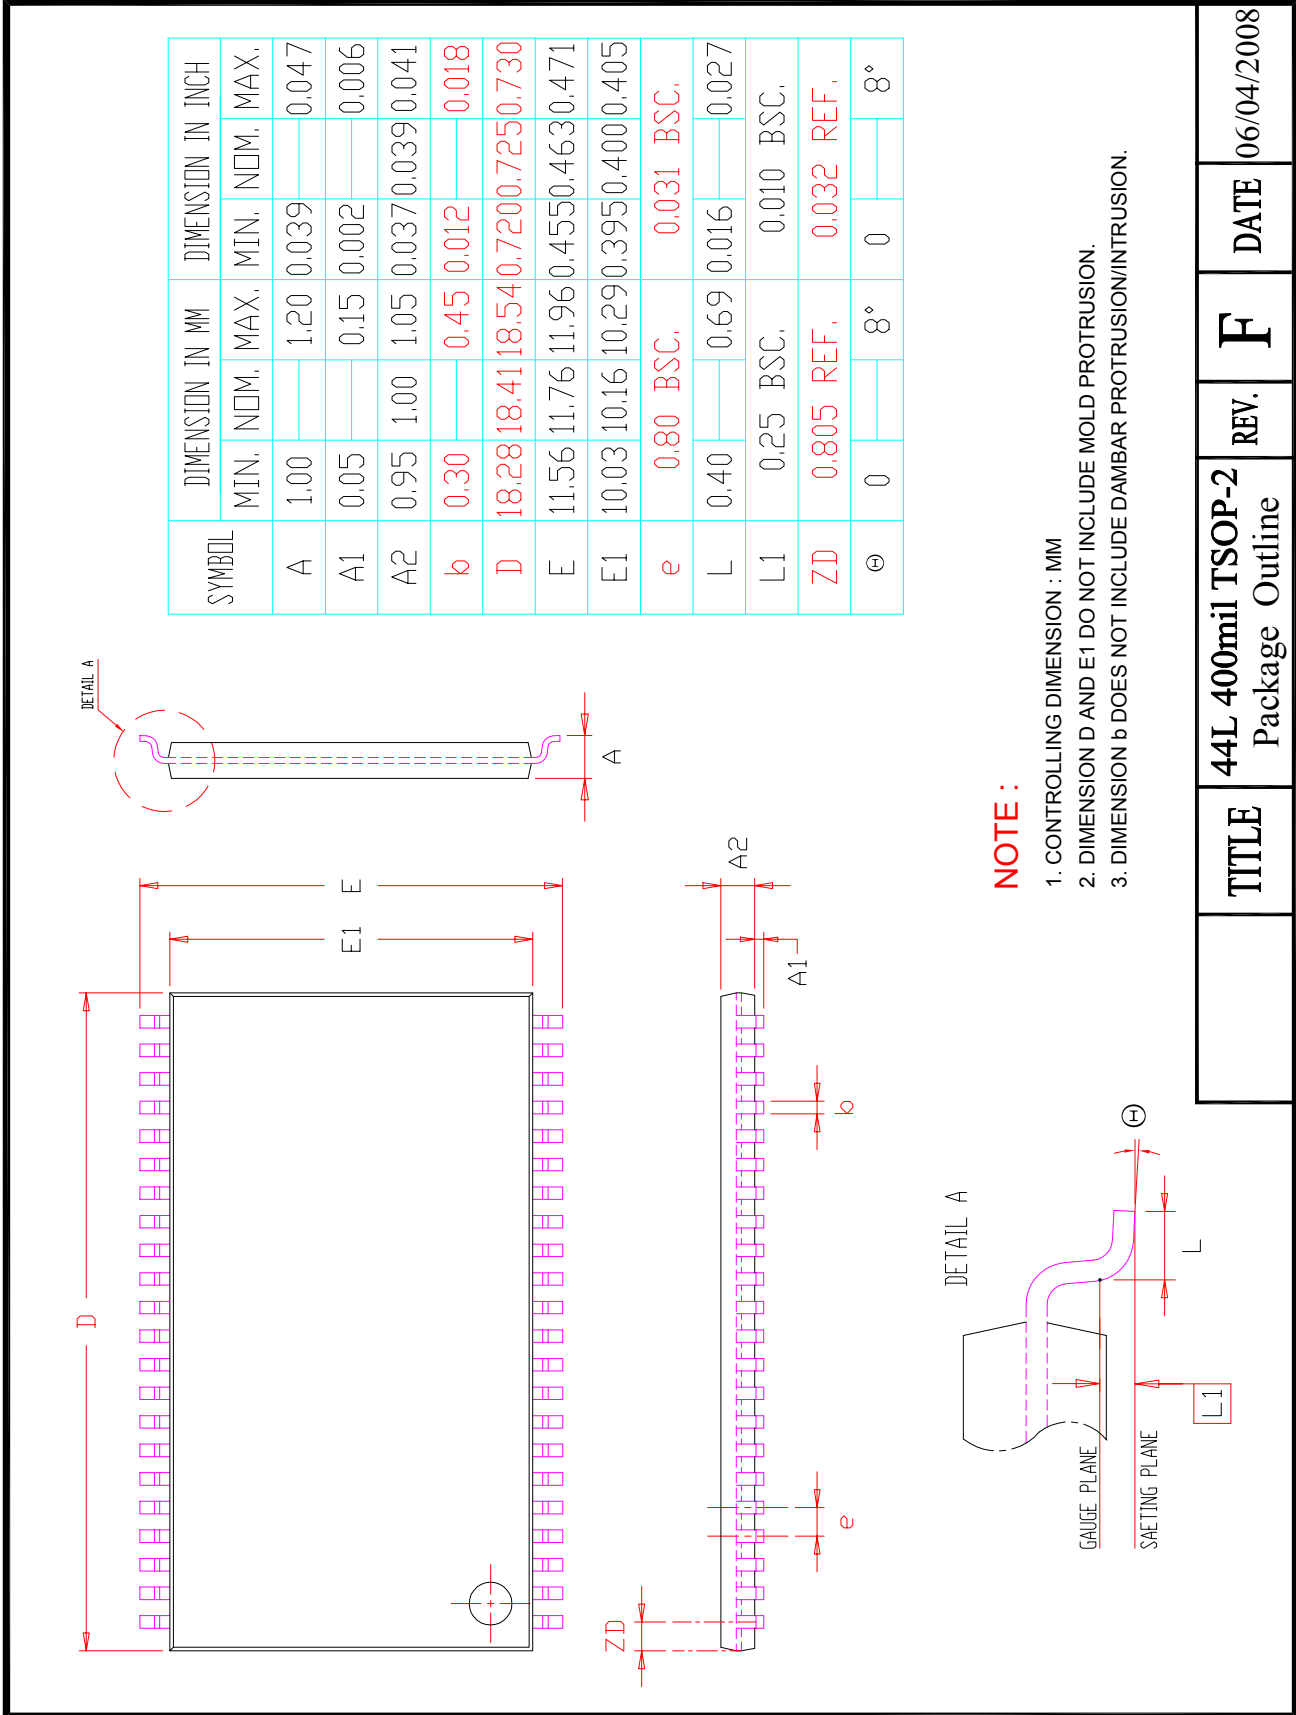 DETAIL A
D
E1
E
A
ZD
e
b
A1
A2
DETAIL A
GAUGE PLANE
SAETING PLANE
L1
L
Θ
SYMBOL DIMENSION IN MM DIMENSION IN INCH
MIN. NOM. MAX. MIN. NOM. MAX.
A 1.00 1.20 0.039 0.047
A1 0.05 0.15 0.002 0.006
A2 0.95 1.00 1.05 0.037 0.039 0.041
b 0.30 0.45 0.012 0.018
D 18.28 18.41 18.54 0.720 0.725 0.730
E 11.56 11.76 11.96 0.455 0.463 0.471
E1 10.03 10.16 10.29 0.395 0.400 0.405
e 0.80 BSC. 0.031 BSC.
L 0.40 0.69 0.016 0.027
L1 0.25 BSC. 0.010 BSC.
ZD 0.805 REF. 0.032 REF.
Θ 0 8° 0 8°
NOTE :
1. CONTROLLING DIMENSION : MM
2. DIMENSION D AND E1 DO NOT INCLUDE MOLD PROTRUSION.
3. DIMENSION b DOES NOT INCLUDE DAMBAR PROTRUSION/INTRUSION.
TITLE
44L 400mil TSOP-2
Package Outline
REV.
F
DATE
06/04/2008